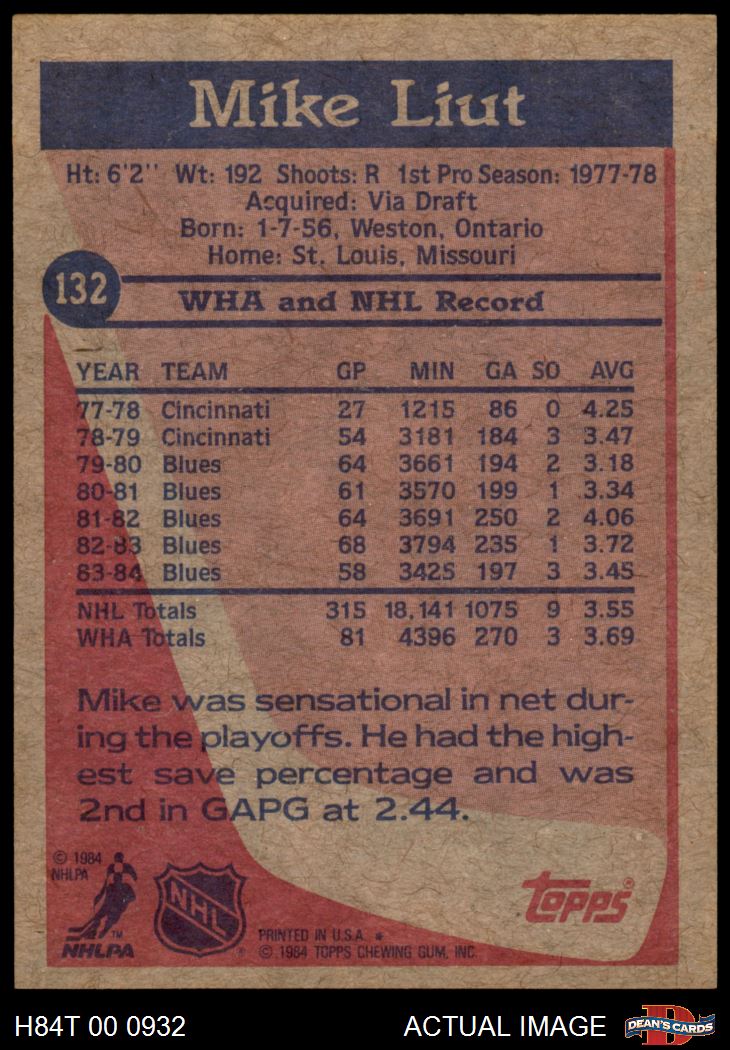 Mike Liut
Ht: 6'2'' Wt: 192 Shoots: R 1st Pro Season: 1977-78
Acquired: Via Draft
Born: 1-7-56, Weston, Ontario
Home: St. Louis, Missouri
132
WHA and NHL Record
YEAR TEAM GP MIN GA SO AVG
77-78 Cincinnati 27 1215 86 0 4.25
78-79 Cincinnati 54 3181 184 3 3.47
79-80 Blues 64 3661 194 2 3.18
80-81 Blues 61 3570 199 1 3.34
81-82 Blues 64 3691 250 2 4.06
82-83 Blues 68 3794 235 1 3.72
83-84 Blues 58 3425 197 3 3.45
NHL Totals 315 18,141 1075 9 3.55
WHA Totals 81 4396 270 3 3.69
Mike was sensational in net dur-
ing the playoffs. He had the high-
est save percentage and was
2nd in GAPG at 2.44.
© 1984
NHLPA
TM
NHLPA
NHL
®
topps®
PRINTED IN U.S.A. *
© 1984 TOPPS CHEWING GUM, INC.
H84T 00 0932 ACTUAL IMAGE
D
DEAN'S CARDS